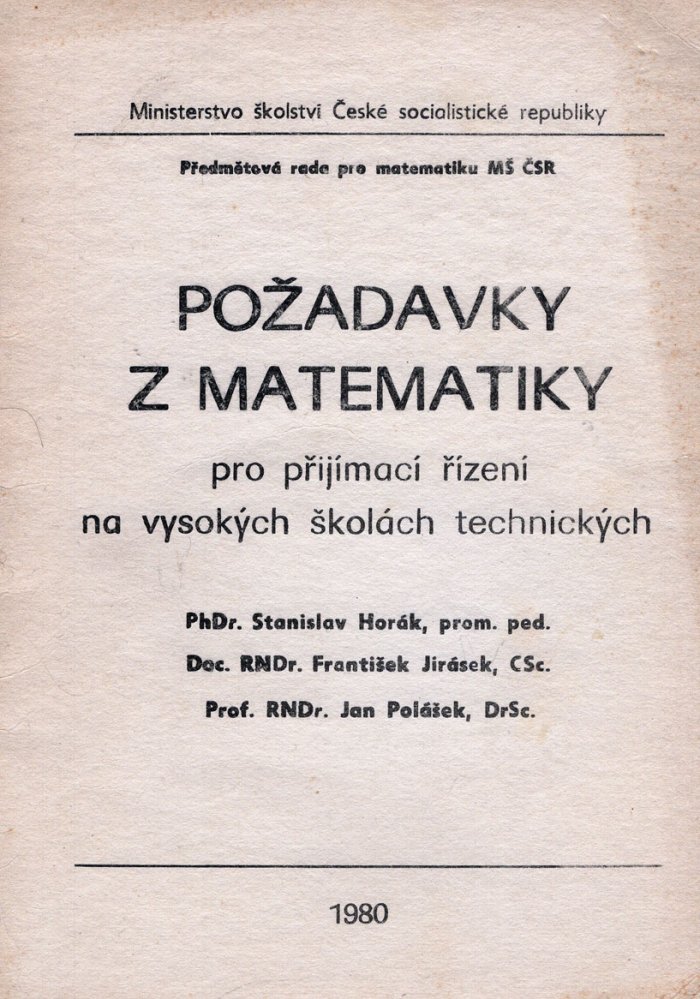 Ministerstvo školství České socialistické republiky
Předmětová rada pro matematiku MŠ ČSR
POŽADAVKY
Z MATEMATIKY
pro přijímací řízení
na vysokých školách technických
PhDr. Stanislav Horák, prom. ped.
Doc. RNDr. František Jirásek, CSc.
Prof. RNDr. Jan Polášek, DrSc.
1980